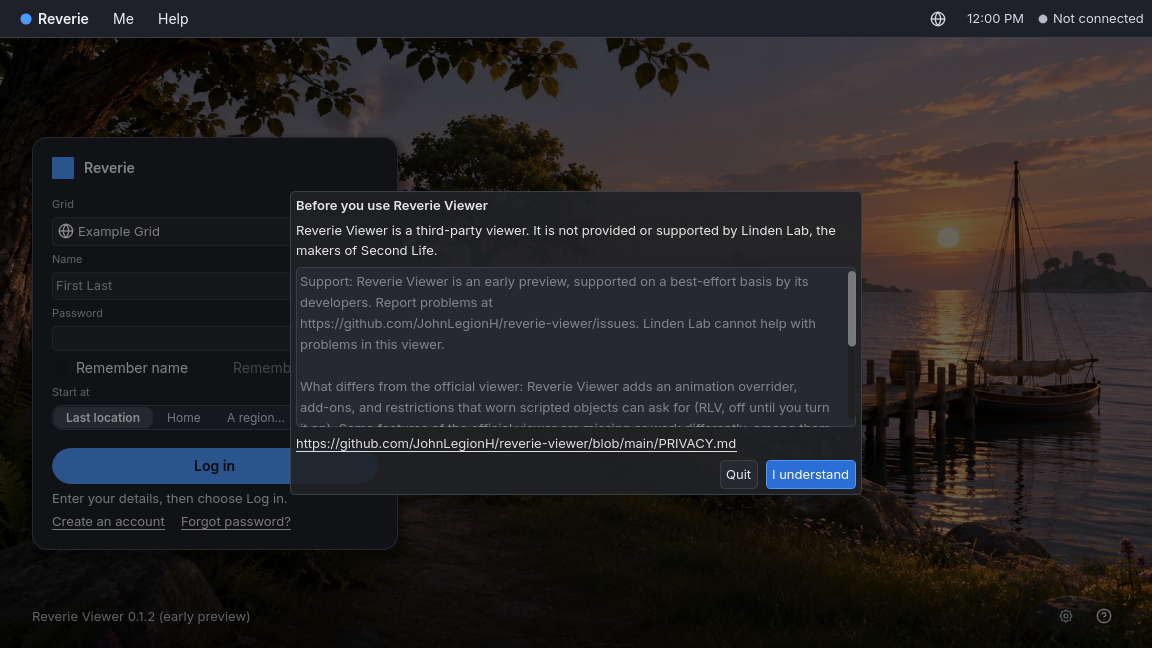 Reverie Me Help 12:00 PM Not connected
Reverie
Grid
Example Grid
Name
First Last
Password
Remember name Rememb
Start at
Last location Home A region...
Log in
Enter your details, then choose Log in.
Create an account Forgot password?
Before you use Reverie Viewer
Reverie Viewer is a third-party viewer. It is not provided or supported by Linden Lab, the
makers of Second Life.
Support: Reverie Viewer is an early preview, supported on a best-effort basis by its
developers. Report problems at
https://github.com/JohnLegionH/reverie-viewer/issues. Linden Lab cannot help with
problems in this viewer.
What differs from the official viewer: Reverie Viewer adds an animation overrider,
add-ons, and restrictions that worn scripted objects can ask for (RLV, off until you turn
https://github.com/JohnLegionH/reverie-viewer/blob/main/PRIVACY.md
Quit I understand
Reverie Viewer 0.1.2 (early preview)